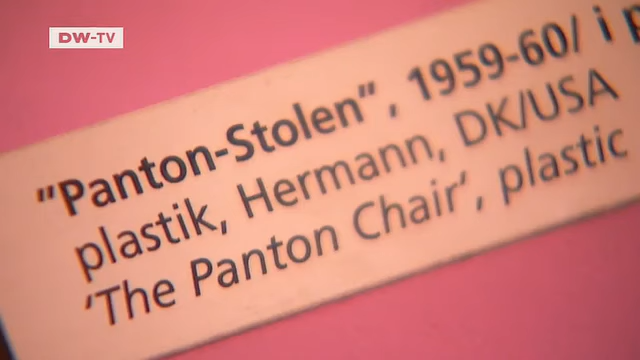 DW-TV
"Panton-Stolen", 1959-60/ i
plastik, Hermann, DK/USA
'The Panton Chair', plastic